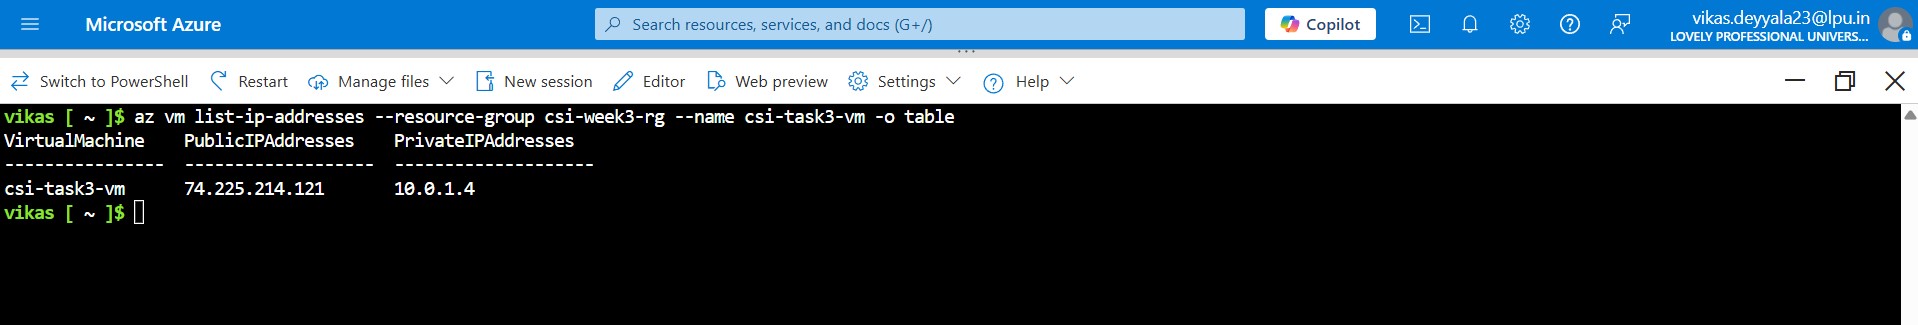 Microsoft Azure
Search resources, services, and docs (G+/)
Copilot
vikas.deyyala23@lpu.in
LOVELY PROFESSIONAL UNIVERS...
Switch to PowerShell
Restart
Manage files
New session
Editor
Web preview
Settings
Help
vikas [ ~ ]$ az vm list-ip-addresses --resource-group csi-week3-rg --name csi-task3-vm -o table
VirtualMachine    PublicIPAddresses    PrivateIPAddresses
----------------  -------------------  --------------------
csi-task3-vm      74.225.214.121       10.0.1.4
vikas [ ~ ]$